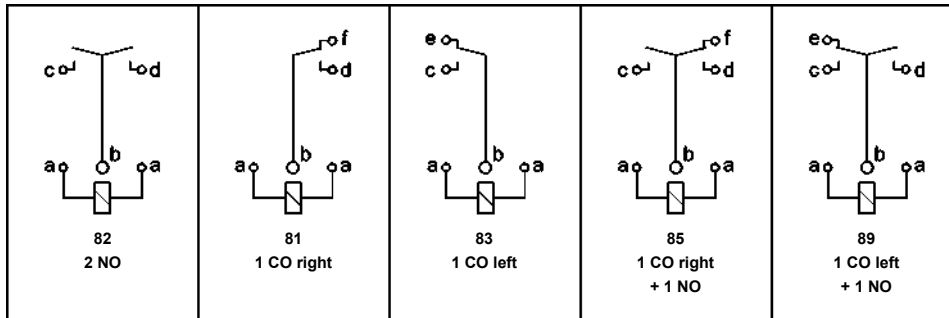 c d b a a
82
2 NO
f d b a a
81
1 CO right
e c b a a
83
1 CO left
f c d b a a
85
1 CO right
+ 1 NO
e c d b a a
89
1 CO left
+ 1 NO